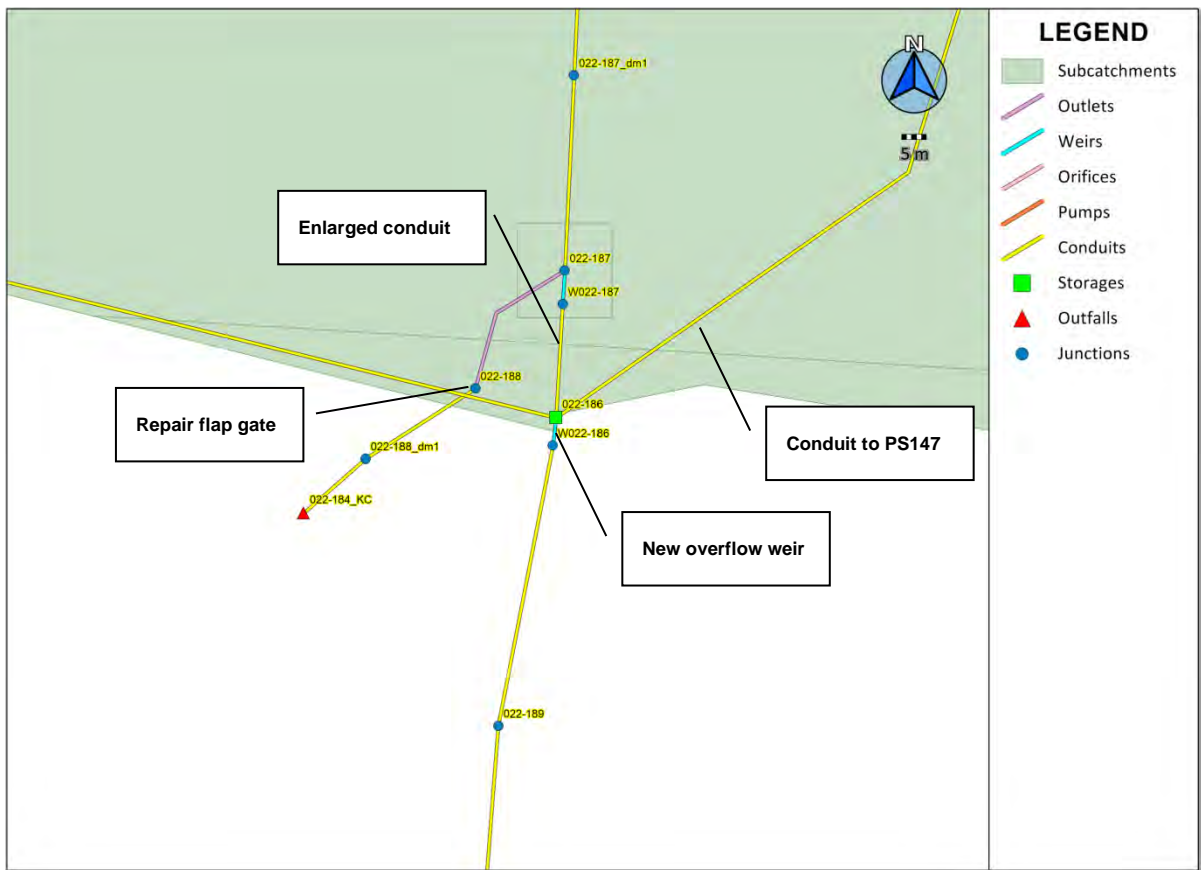 022-187_dm1
N
5 m
Enlarged conduit
022-187
W022-187
022-188
Repair flap gate
022-186
W022-186
Conduit to PS147
022-188_dm1
022-184_KC
New overflow weir
022-189
LEGEND
Subcatchments
Outlets
Weirs
Orifices
Pumps
Conduits
Storages
Outfalls
Junctions